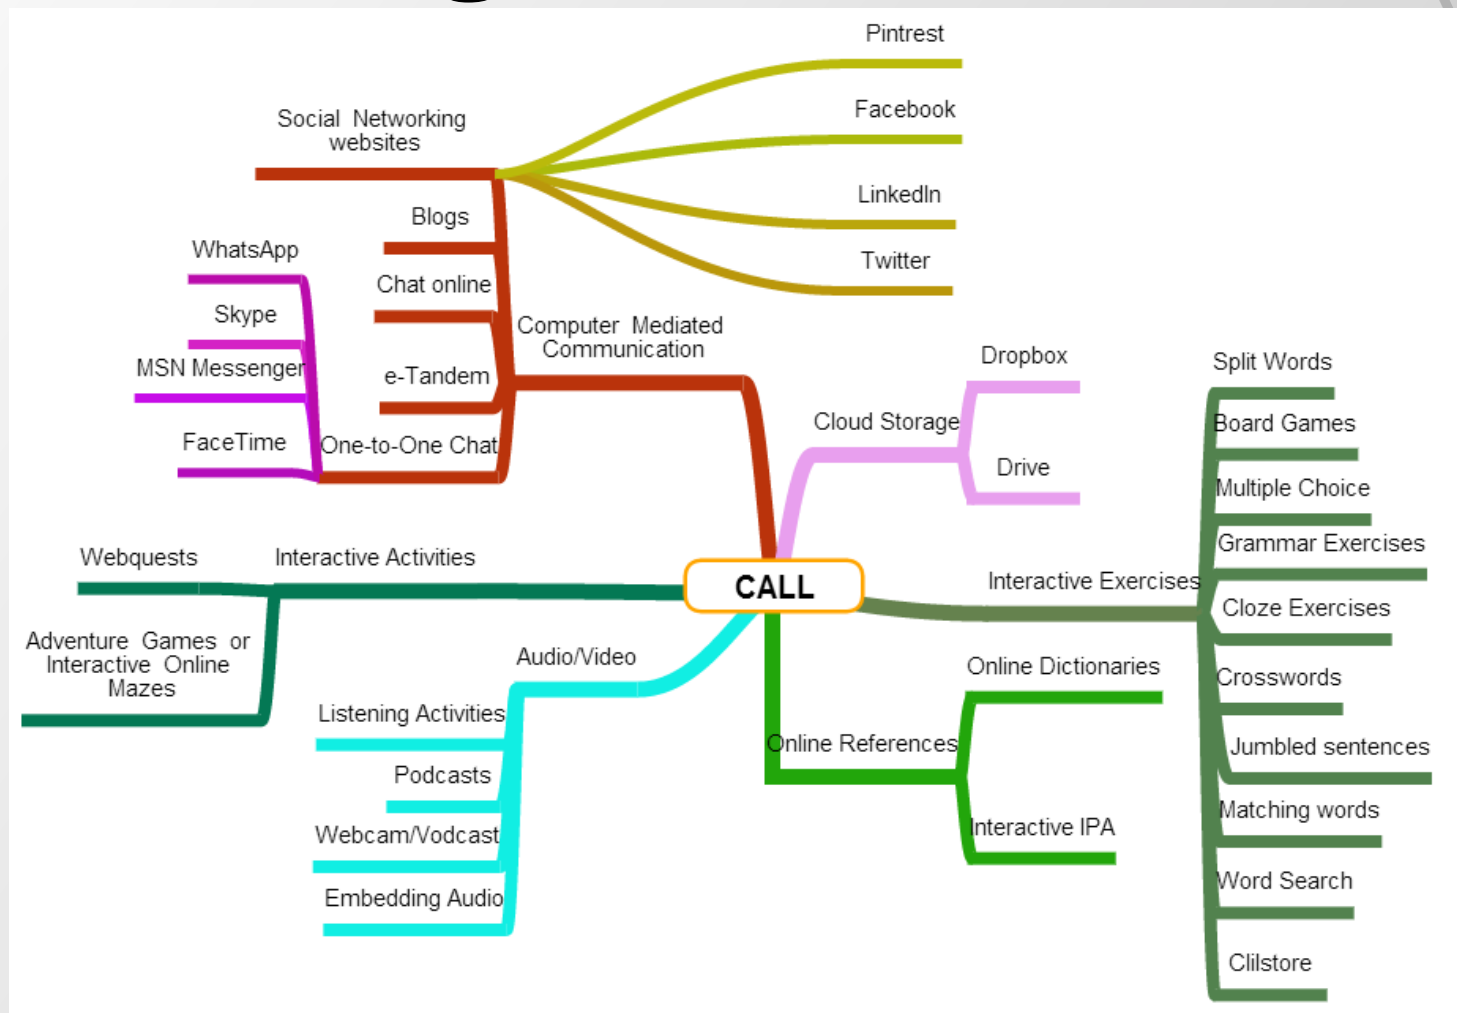 Pintrest
Facebook
LinkedIn
Twitter
Social Networking
websites
Blogs
Chat online
e-Tandem
One-to-One Chat
WhatsApp
Skype
MSN Messenger
FaceTime
Computer Mediated
Communication
Cloud Storage
Dropbox
Drive
CALL
Interactive Activities
Webquests
Adventure Games or
Interactive Online
Mazes
Audio/Video
Listening Activities
Podcasts
Webcam/Vodcast
Embedding Audio
Online References
Online Dictionaries
Interactive IPA
Interactive Exercises
Split Words
Board Games
Multiple Choice
Grammar Exercises
Cloze Exercises
Crosswords
Jumbled sentences
Matching words
Word Search
Clilstore